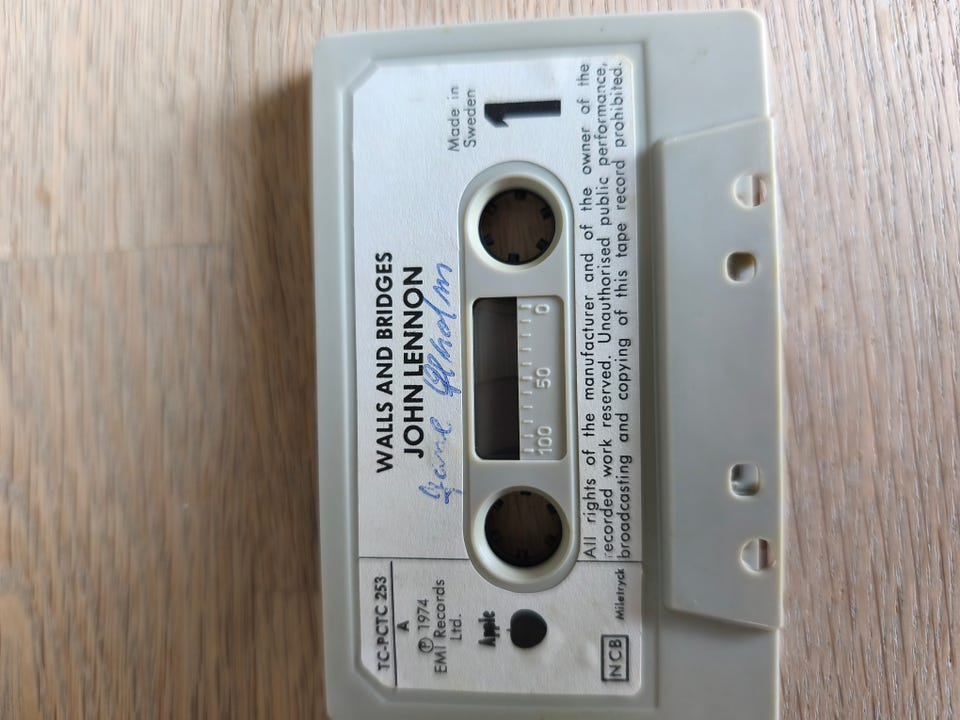 WALLS AND BRIDGES
JOHN LENNON
Made in
Sweden
1
TC-PCTC 253
A
Ⓟ 1974
EMI Records
Ltd.
Apple
100 50 0
All rights of the manufacturer and of the owner of the
recorded work reserved. Unauthorised public performance,
broadcasting and copying of this tape record prohibited.
NCB
Miletryck